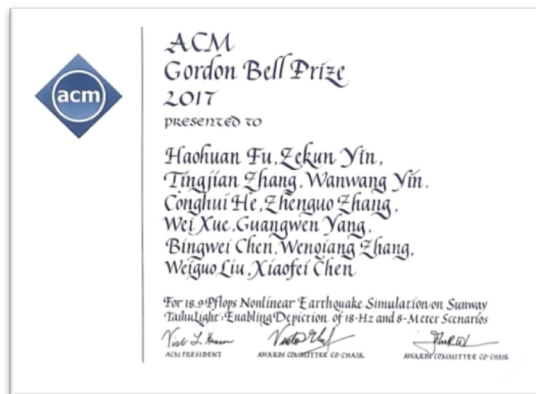 acm
ACM
Gordon Bell Prize
2017
PRESENTED TO
Haohuan Fu, Zekun Yin,
Tingjian Zhang, Wanwang Yin,
Conghui He, Zhenguo Zhang,
Wei Xue, Guangwen Yang,
Bingwei Chen, Wenqiang Zhang,
Weiguo Liu, Xiaofei Chen
For 18.9 Pflops Nonlinear Earthquake Simulation on Sunway
TaihuLight: Enabling Depiction of 18-Hz and 8-Meter Scenarios
ACM PRESIDENT
AWARDS COMMITTEE CO-CHAIR
AWARDS COMMITTEE CO-CHAIR